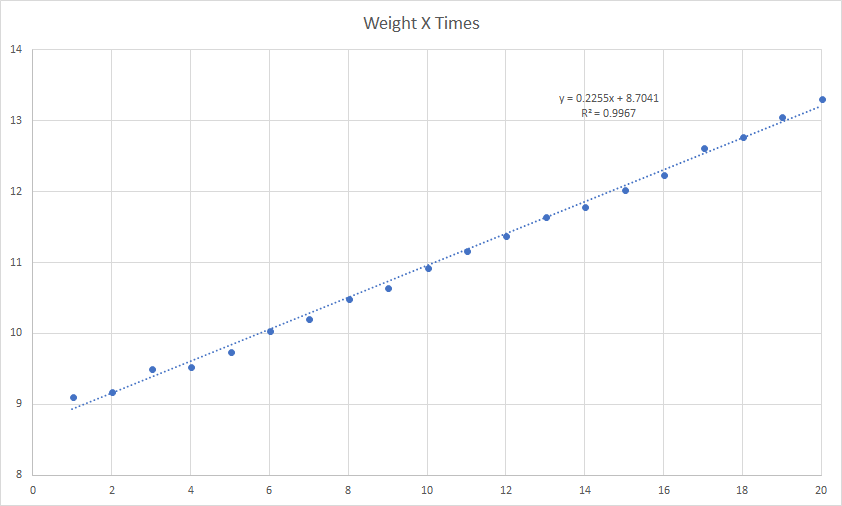 Weight X Times
14
y = 0.2255x + 8.7041
R² = 0.9967
13
12
11
10
9
8
0 2 4 6 8 10 12 14 16 18 20